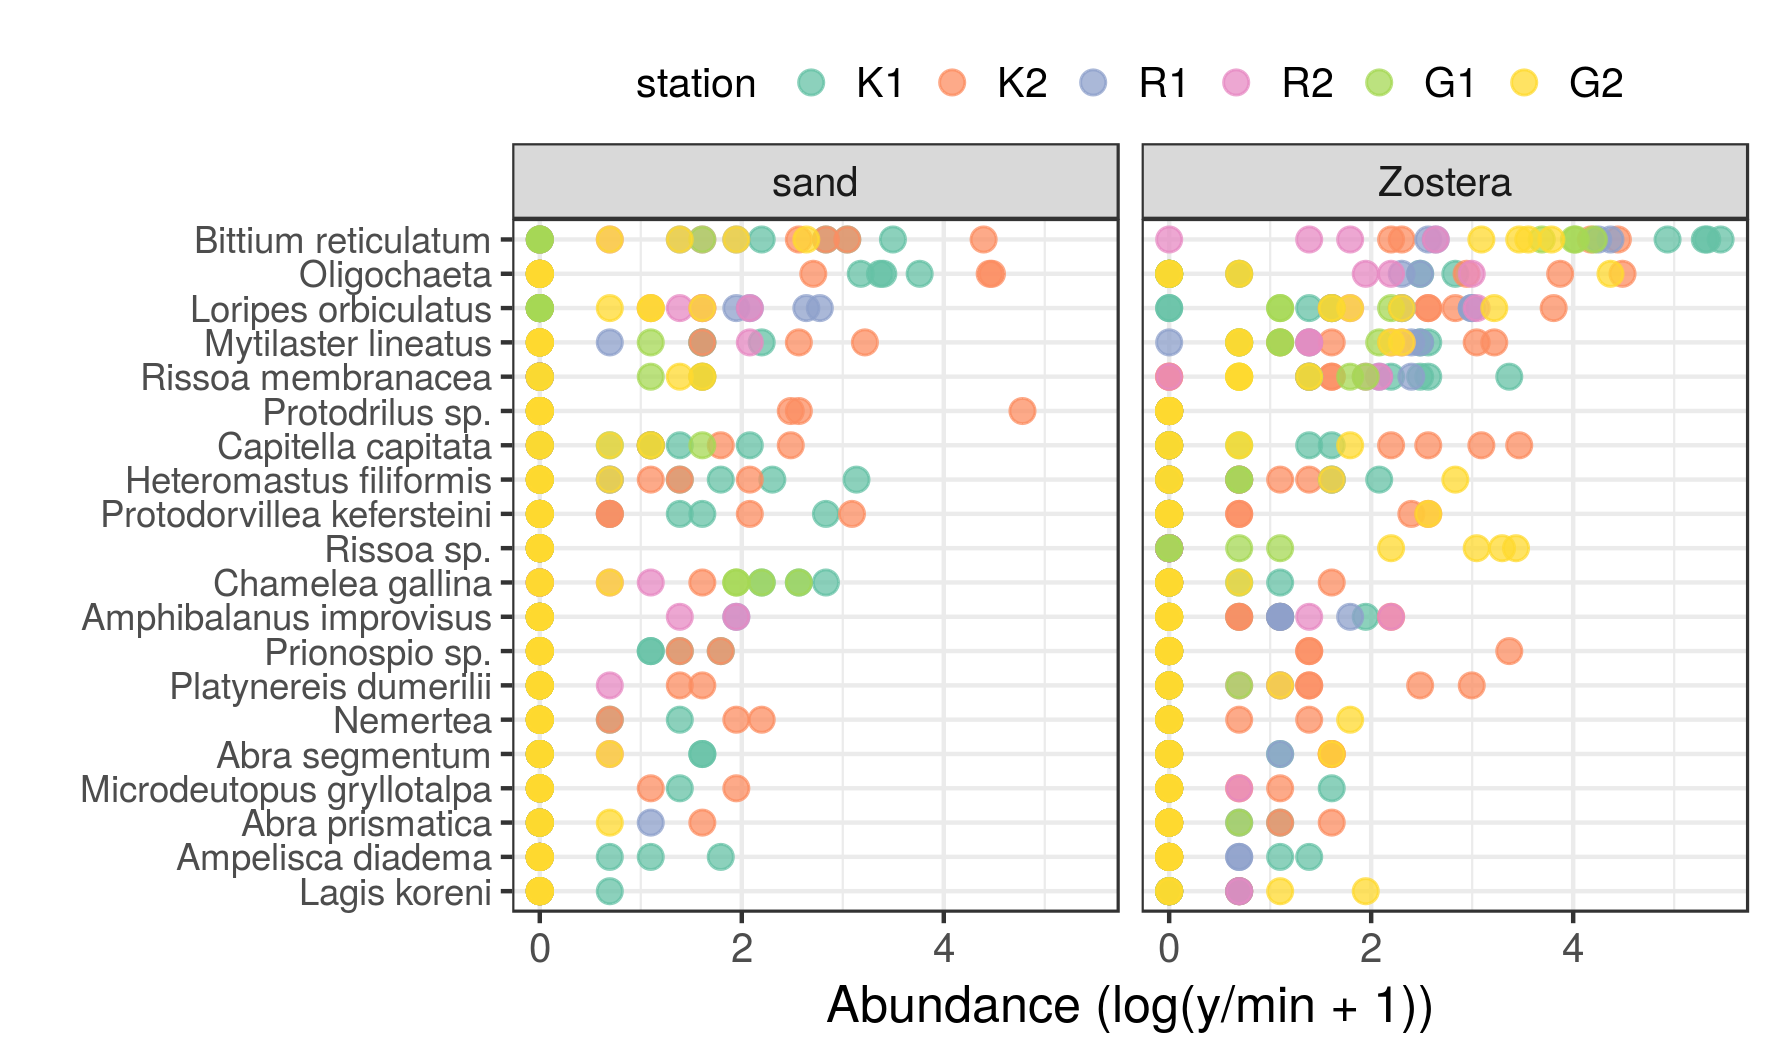 station K1 K2 R1 R2 G1 G2
sand Zostera
Bittium reticulatum
Oligochaeta
Loripes orbiculatus
Mytilaster lineatus
Rissoa membranacea
Protodrilus sp.
Capitella capitata
Heteromastus filiformis
Protodorvillea kefersteini
Rissoa sp.
Chamelea gallina
Amphibalanus improvisus
Prionospio sp.
Platynereis dumerilii
Nemertea
Abra segmentum
Microdeutopus gryllotalpa
Abra prismatica
Ampelisca diadema
Lagis koreni
0 2 4 0 2 4
Abundance (log(y/min + 1))